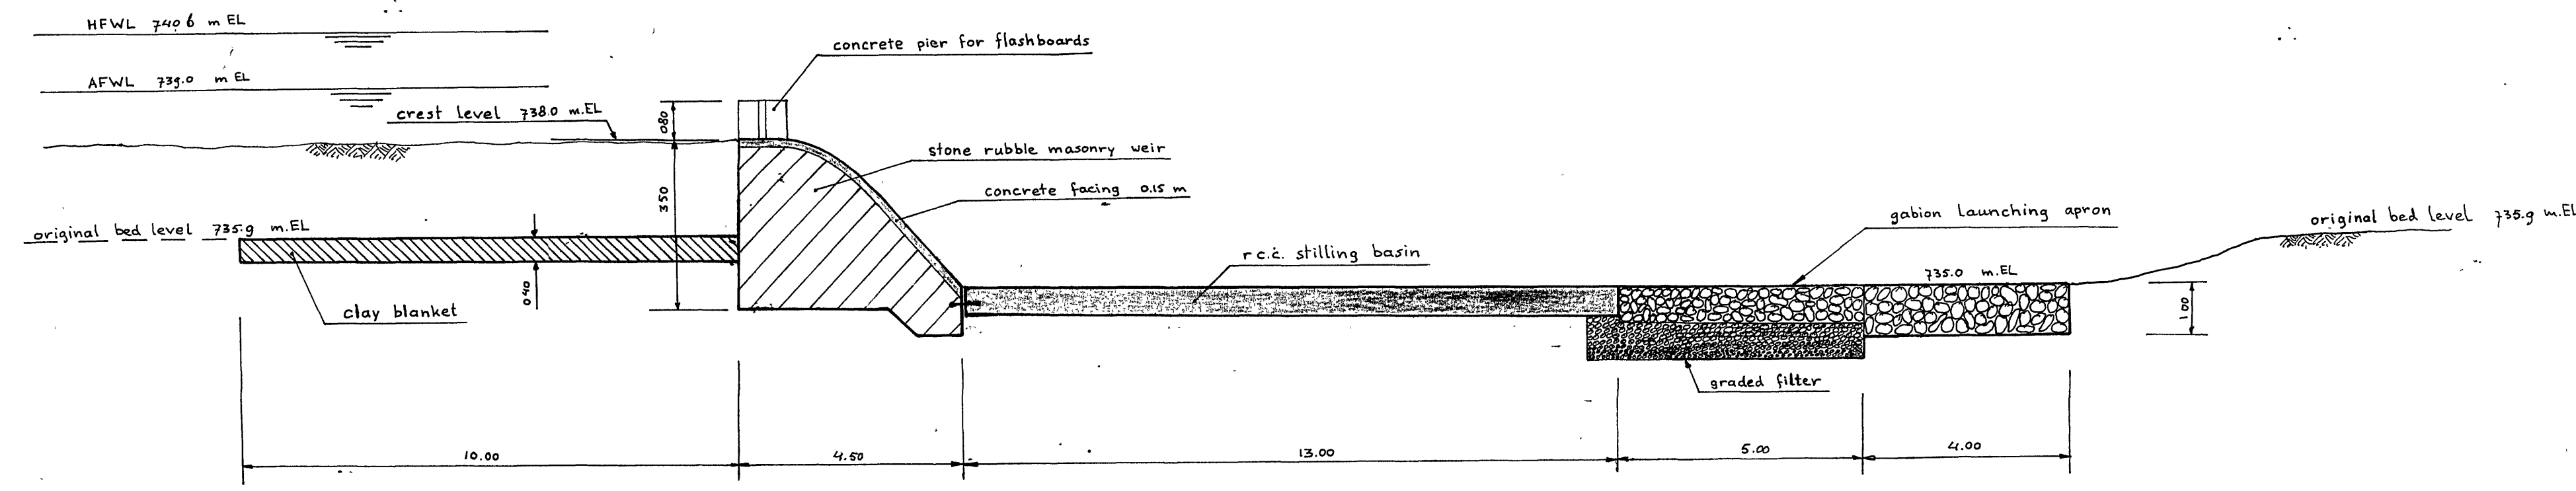 HFWL 740.6 m EL
AFWL 739.0 m EL
crest level 738.0 m.EL
original bed level 735.9 m.EL
clay blanket
0.40
0.80
3.50
concrete pier for flashboards
stone rubble masonry weir
concrete facing 0.15 m
r.c.c. stilling basin
gabion launching apron
735.0 m.EL
original bed level 735.9 m.EL
1.00
graded filter
10.00
4.50
13.00
5.00
4.00